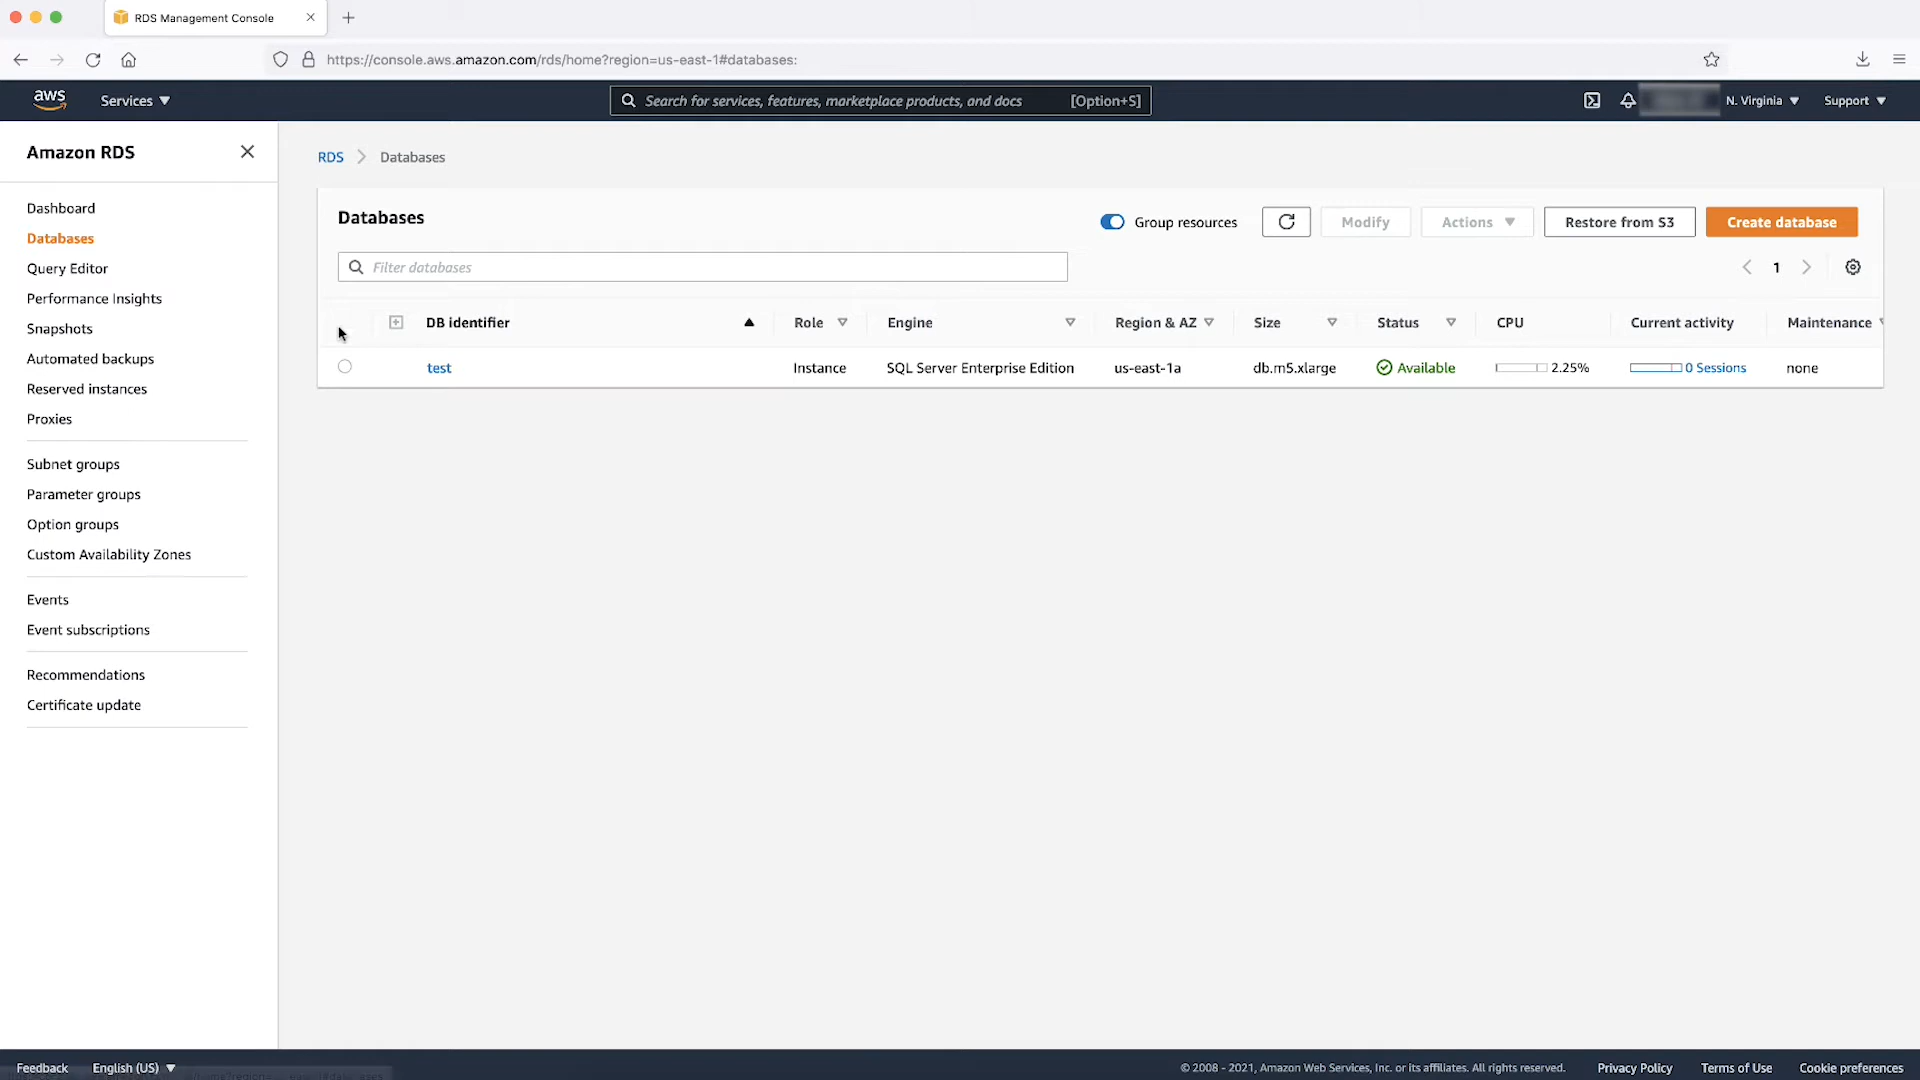 RDS Management Console
https://console.aws.amazon.com/rds/home?region=us-east-1#databases:
aws
Services
Search for services, features, marketplace products, and docs
[Option+S]
N. Virginia
Support
Amazon RDS
Dashboard
Databases
Query Editor
Performance Insights
Snapshots
Automated backups
Reserved instances
Proxies
Subnet groups
Parameter groups
Option groups
Custom Availability Zones
Events
Event subscriptions
Recommendations
Certificate update
RDS > Databases
Databases
Group resources
Modify
Actions
Restore from S3
Create database
Filter databases
1
DB identifier Role Engine Region & AZ Size Status CPU Current activity Maintenance
test Instance SQL Server Enterprise Edition us-east-1a db.m5.xlarge Available 2.25% 0 Sessions none
Feedback
English (US)
© 2008 - 2021, Amazon Web Services, Inc. or its affiliates. All rights reserved.
Privacy Policy
Terms of Use
Cookie preferences